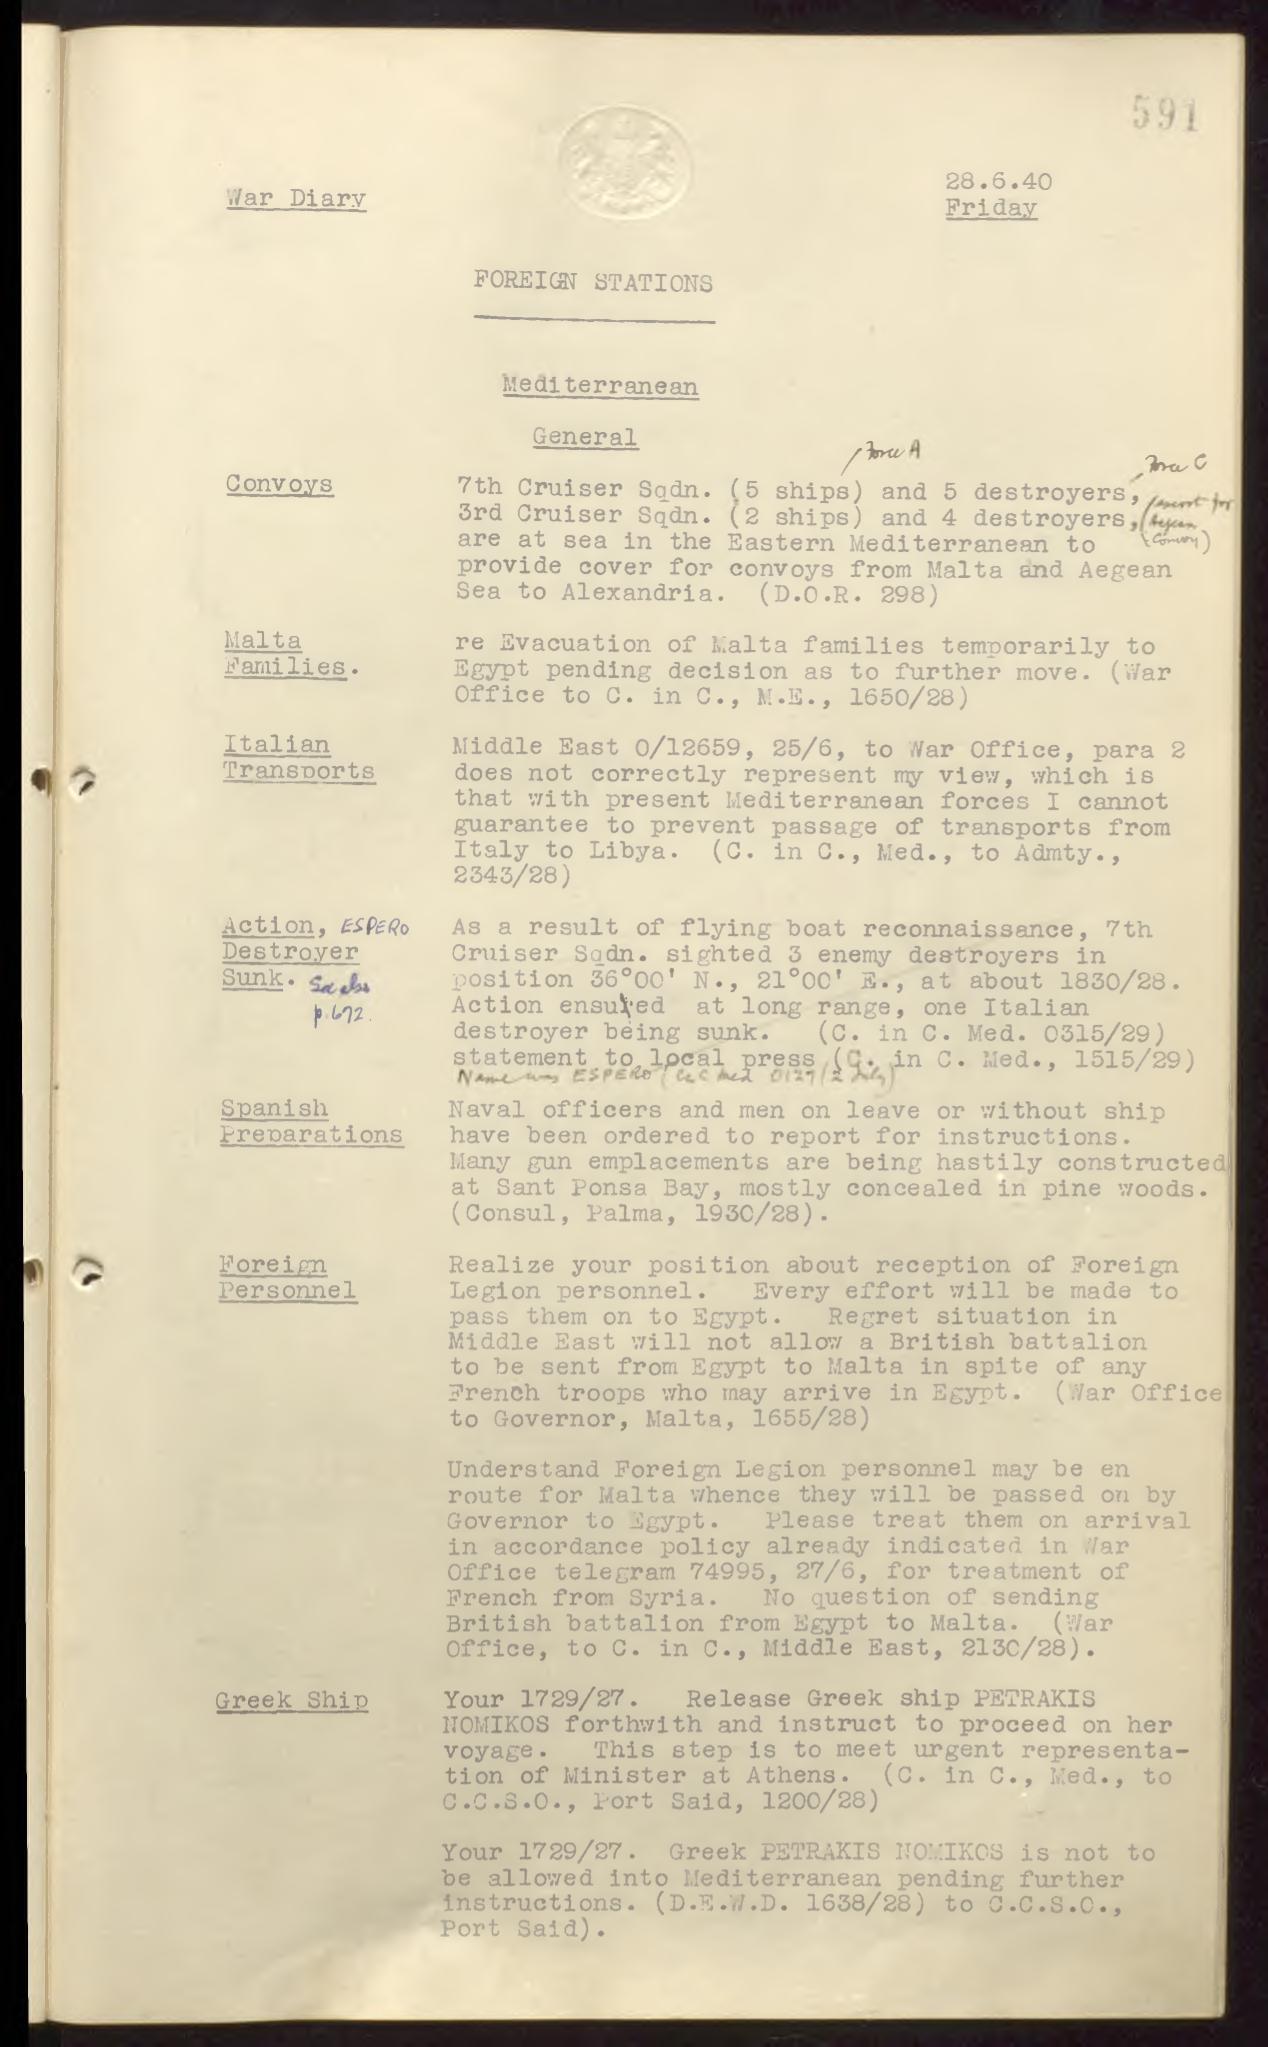 591
War Diary
28.6.40
Friday
FOREIGN STATIONS
Mediterranean
General
Force A
Force C
Convoys
7th Cruiser Sqdn. (5 ships) and 5 destroyers,
3rd Cruiser Sqdn. (2 ships) and 4 destroyers,
(escort for
Aegean
Convoy)
are at sea in the Eastern Mediterranean to
provide cover for convoys from Malta and Aegean
Sea to Alexandria. (D.O.R. 298)
Malta
Families.
re Evacuation of Malta families temporarily to
Egypt pending decision as to further move. (War
Office to C. in C., M.E., 1650/28)
Italian
Transports
Middle East 0/12659, 25/6, to War Office, para 2
does not correctly represent my view, which is
that with present Mediterranean forces I cannot
guarantee to prevent passage of transports from
Italy to Libya. (C. in C., Med., to Admty.,
2343/28)
Action, ESPERO
Destroyer
Sunk. See also
p.672.
As a result of flying boat reconnaissance, 7th
Cruiser Sqdn. sighted 3 enemy destroyers in
position 36°00' N., 21°00' E., at about 1830/28.
Action ensued at long range, one Italian
destroyer being sunk. (C. in C. Med. 0315/29)
statement to local press (C. in C. Med., 1515/29)
Name was ESPERO (C in C Med 0127/2 July)
Spanish
Preparations
Naval officers and men on leave or without ship
have been ordered to report for instructions.
Many gun emplacements are being hastily constructed
at Sant Ponsa Bay, mostly concealed in pine woods.
(Consul, Palma, 1930/28).
Foreign
Personnel
Realize your position about reception of Foreign
Legion personnel. Every effort will be made to
pass them on to Egypt. Regret situation in
Middle East will not allow a British battalion
to be sent from Egypt to Malta in spite of any
French troops who may arrive in Egypt. (War Office
to Governor, Malta, 1655/28)
Understand Foreign Legion personnel may be en
route for Malta whence they will be passed on by
Governor to Egypt. Please treat them on arrival
in accordance policy already indicated in War
Office telegram 74995, 27/6, for treatment of
French from Syria. No question of sending
British battalion from Egypt to Malta. (War
Office, to C. in C., Middle East, 2130/28).
Greek Ship
Your 1729/27. Release Greek ship PETRAKIS
NOMIKOS forthwith and instruct to proceed on her
voyage. This step is to meet urgent representa-
tion of Minister at Athens. (C. in C., Med., to
C.C.S.O., Port Said, 1200/28)
Your 1729/27. Greek PETRAKIS NOMIKOS is not to
be allowed into Mediterranean pending further
instructions. (D.E.W.D. 1638/28) to C.C.S.O.,
Port Said).